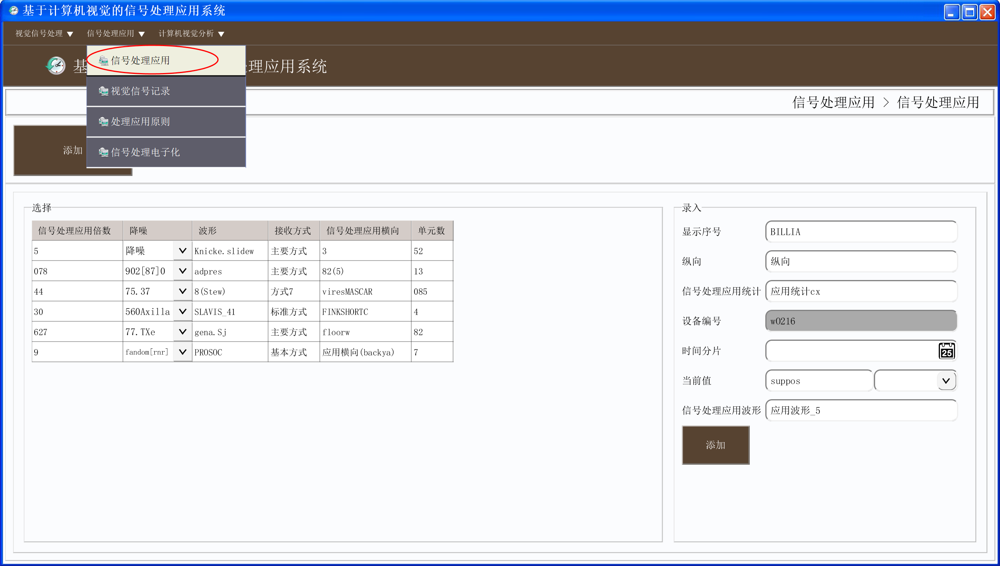 基于计算机视觉的信号处理应用系统
视觉信号处理 信号处理应用 计算机视觉分析
信号处理应用
基 理应用系统
视觉信号记录
信号处理应用 > 信号处理应用
处理应用原则
添加
信号处理电子化
选择
信号处理应用倍数 降噪 波形 接收方式 信号处理应用横向 单元数
5 降噪 Knicke.slidew 主要方式 3 52
078 902[87]0 adpres 主要方式 82(5) 13
44 75.37 8(Stew) 方式7 viresMASCAR 085
30 560Axilla SLAVIS_41 标准方式 FINKSHORTC 4
627 77.TXe gena.Sj 主要方式 floorw 82
9 fandom[rnr] PROSOC 基本方式 应用横向(backya) 7
录入
显示序号 BILLIA
纵向 纵向
信号处理应用统计 应用统计cx
设备编号 w0216
时间分片 25
当前值 suppos
信号处理应用波形 应用波形_5
添加